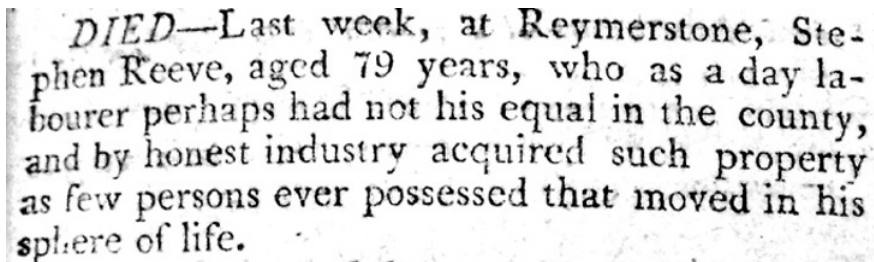 DIED—Last week, at Reymerstone, Ste-
phen Reeve, aged 79 years, who as a day la-
bourer perhaps had not his equal in the county,
and by honest industry acquired such property
as few persons ever possessed that moved in his
sphere of life.